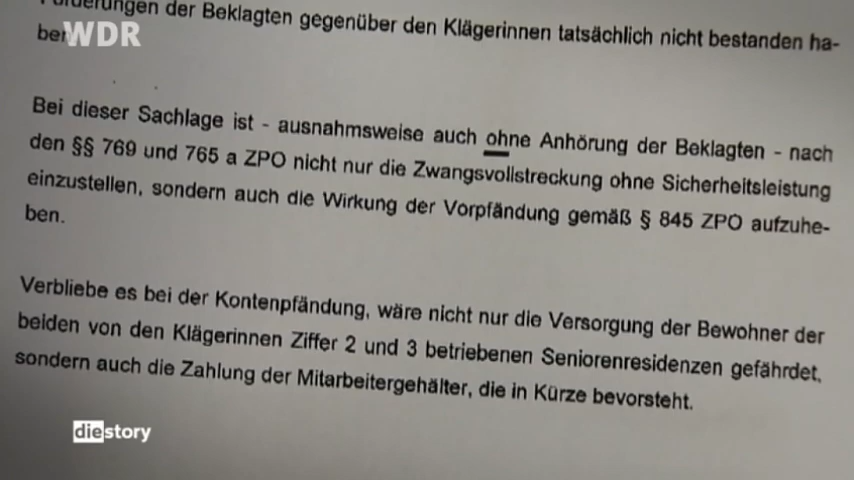 Forderungen der Beklagten gegenüber den Klägerinnen tatsächlich nicht bestanden ha-
ben
WDR
Bei dieser Sachlage ist - ausnahmsweise auch ohne Anhörung der Beklagten - nach
den §§ 769 und 765 a ZPO nicht nur die Zwangsvollstreckung ohne Sicherheitsleistung
einzustellen, sondern auch die Wirkung der Vorpfändung gemäß § 845 ZPO aufzuhe-
ben.
Verbliebe es bei der Kontenpfändung, wäre nicht nur die Versorgung der Bewohner der
beiden von den Klägerinnen Ziffer 2 und 3 betriebenen Seniorenresidenzen gefährdet,
sondern auch die Zahlung der Mitarbeitergehälter, die in Kürze bevorsteht.
diestory